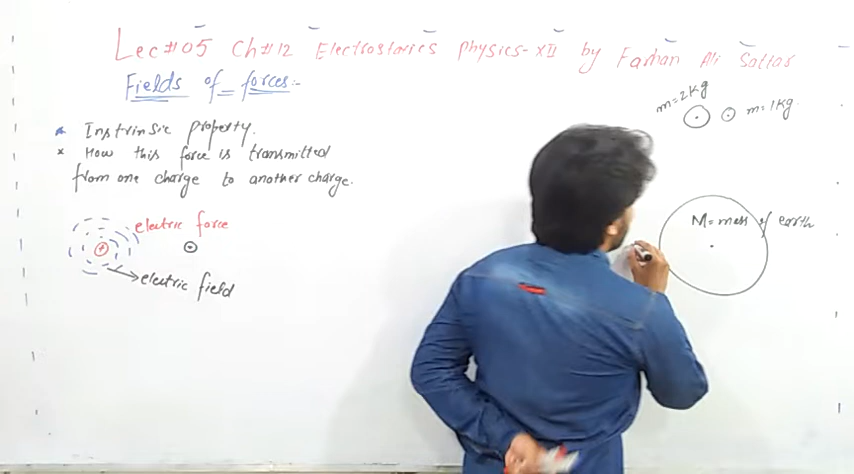 Lec#05 Ch#12 Electrostatics Physics-XII by Farhan Ali Sattar
Fields of forces:-
* Instrinsic property.
* How this force is transmitted
from one charge to another charge.
electric force
+
+
electric field
m=2kg
m=1kg.
M=mass of earth